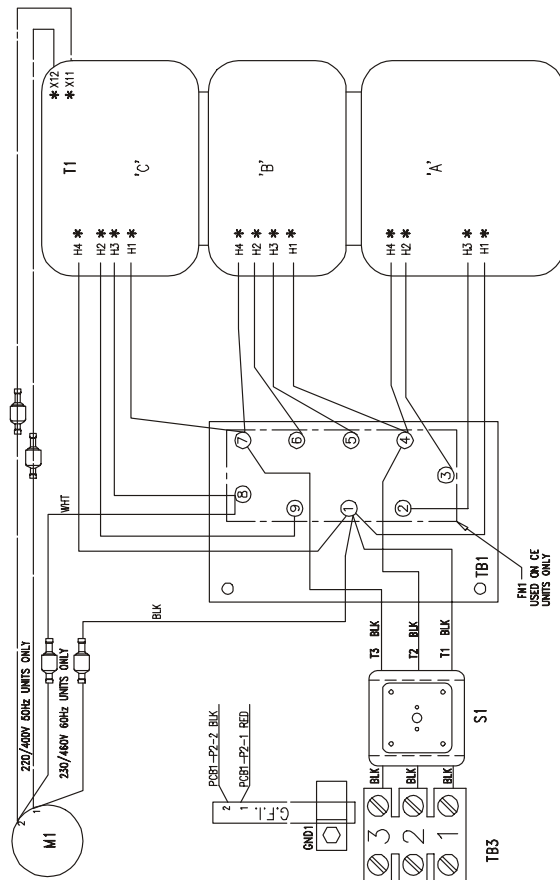 * X12
* X11
T1
'C'
H4 *
H2 *
H3 *
H1 *
'B'
H4 *
H2 *
H3 *
H1 *
'A'
H4 *
H2 *
H3 *
H1 *
220/400V 50Hz UNITS ONLY
230/460V 60Hz UNITS ONLY
WHT
BLK
7
6
5
4
3
8
9
1
2
TB1
FN1
USED ON CE
UNITS ONLY
T3 BLK
T2 BLK
T1 BLK
S1
BLK
BLK
BLK
3
2
1
TB3
2
1
M1
PCB1-P2-2 BLK
PCB1-P2-1 RED
2
1
G.F.I.
GND1